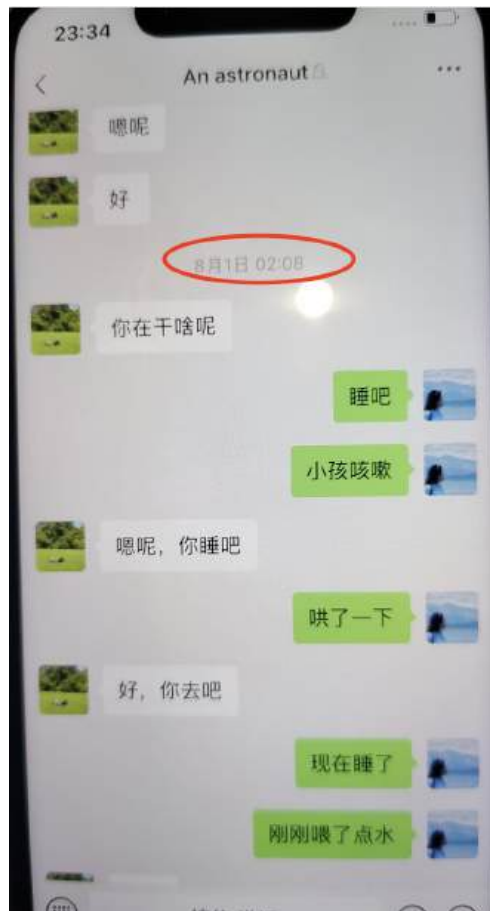 23:34
An astronaut
嗯呢
好
8月1日 02:08
你在干啥呢
睡吧
小孩咳嗽
嗯呢，你睡吧
哄了一下
好，你去吧
现在睡了
刚刚喂了点水